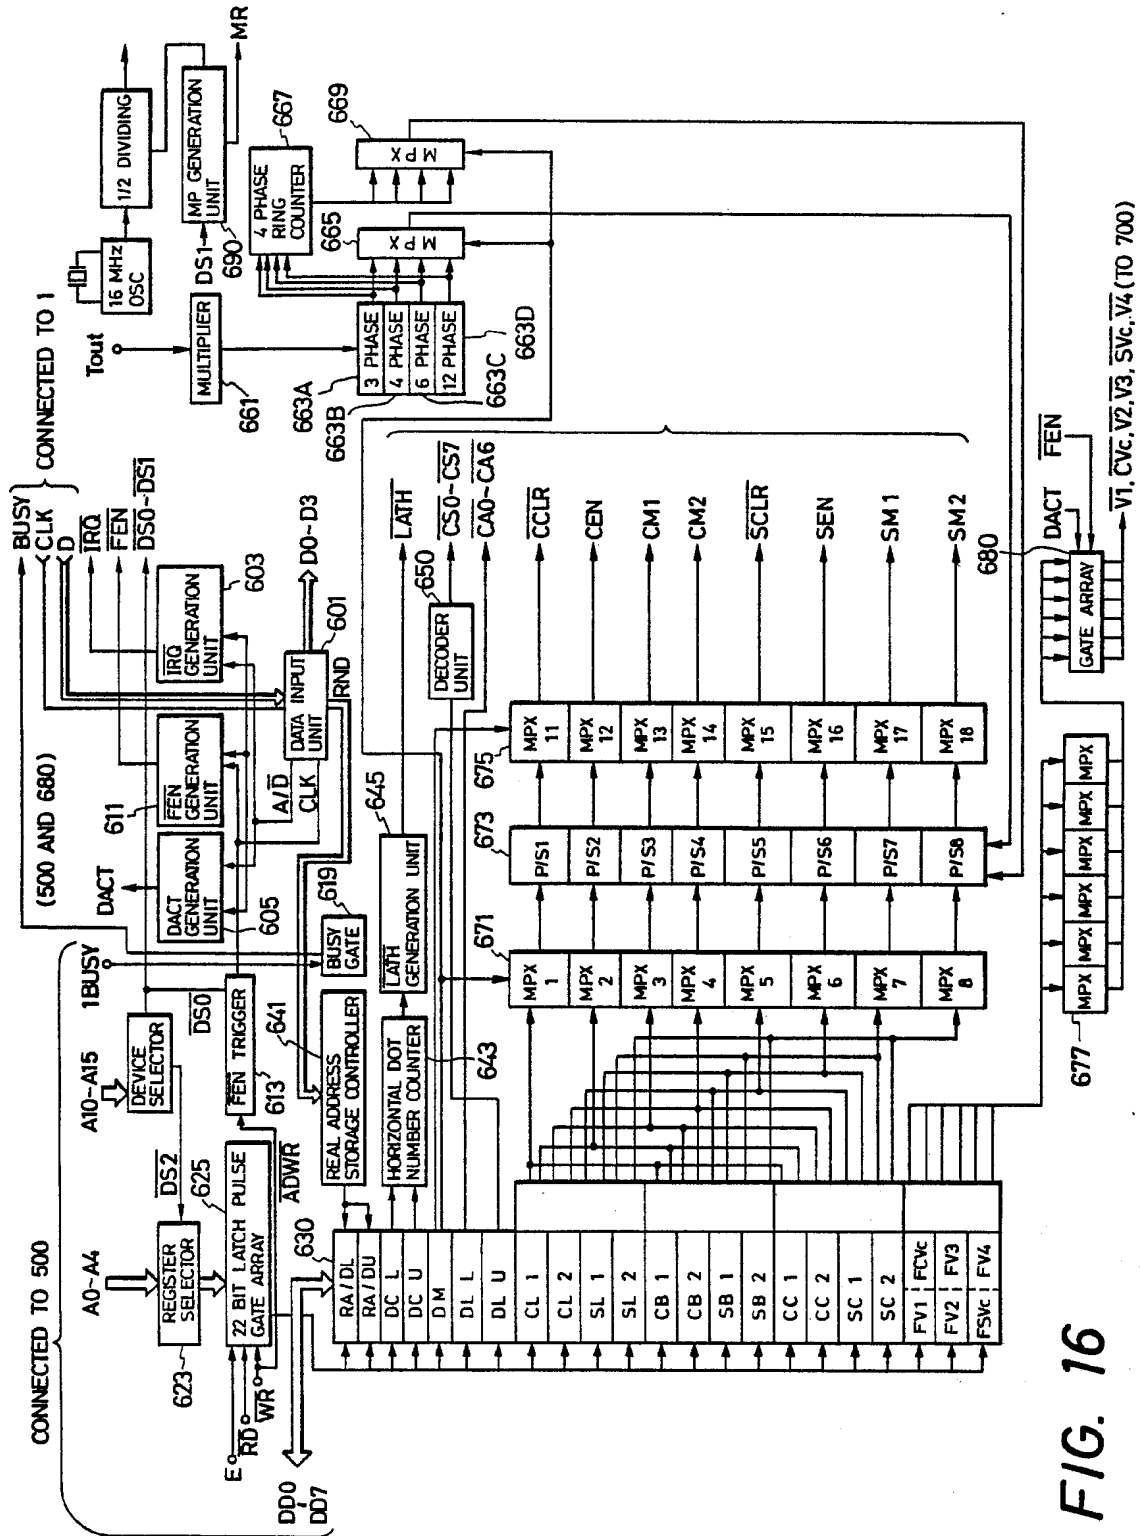 CONNECTED TO 500
A0~A4
REGISTER
SELECTOR
623
DS2
A10~A15
DEVICE
SELECTOR
1BUSY
E
RD
WR
625
22 BIT LATCH PULSE
GATE ARRAY
DS0
FEN TRIGGER
613
ADWR
DD0
DD7
(500 AND 680)
DACT
DACT
GENERATION
UNIT
605
611
FEN
GENERATION
UNIT
IRQ
GENERATION
UNIT
603
BUSY
CLK
D
CONNECTED TO 1
IRQ
FEN
DS0~DS1
A/D
CLK
DATA INPUT
UNIT
601
RND
D0~D3
BUSY
GATE
619
641
REAL ADDRESS
STORAGE CONTROLLER
HORIZONTAL DOT
NUMBER COUNTER
643
645
LATH
GENERATION UNIT
LATH
DECODER
UNIT
650
CS0~CS7
CA0~CA6
Tout
MULTIPLIER
661
16 MHz
OSC
1/2 DIVIDING
DS1
MP GENERATION
UNIT
690
MR
663A
663B
3 PHASE
4 PHASE
6 PHASE
12 PHASE
663C
663D
4 PHASE
RING
COUNTER
667
665
MPX
669
MPX
630
RA/DL
RA/DU
DC L
DC U
DM
DL L
DL U
CL 1
CL 2
SL 1
SL 2
CB 1
CB 2
SB 1
SB 2
CC 1
CC 2
SC 1
SC 2
FV1 FCVc
FV2 FV3
FSVc FV4
671
MPX
1
MPX
2
MPX
3
MPX
4
MPX
5
MPX
6
MPX
7
MPX
8
673
P/S1
P/S2
P/S3
P/S4
P/S5
P/S6
P/S7
P/S8
675
MPX
11
MPX
12
MPX
13
MPX
14
MPX
15
MPX
16
MPX
17
MPX
18
CCLR
CEN
CM1
CM2
SCLR
SEN
SM1
SM2
677
MPX MPX MPX MPX MPX MPX
680
GATE ARRAY
DACT
FEN
V1, CVc, V2, V3, SVc, V4 (TO 700)
FIG. 16